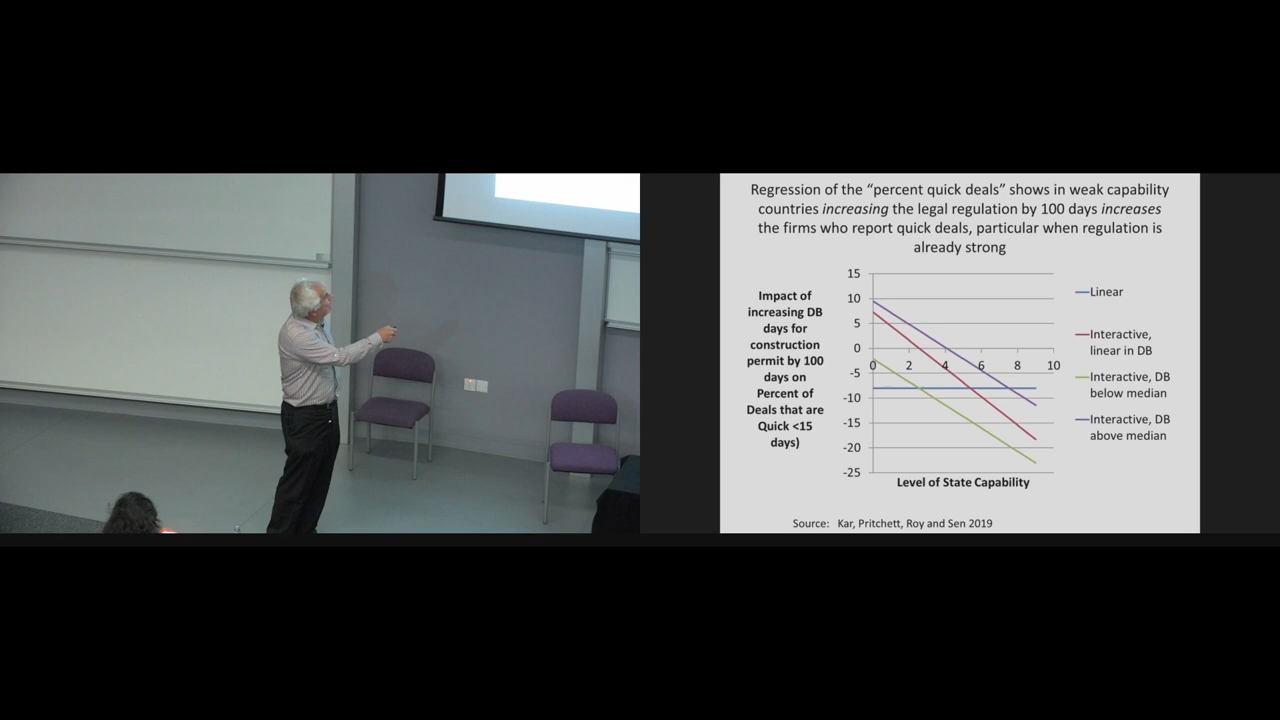 Regression of the “percent quick deals” shows in weak capability
countries increasing the legal regulation by 100 days increases
the firms who report quick deals, particular when regulation is
already strong
Impact of
increasing DB
days for
construction
permit by 100
days on
Percent of
Deals that are
Quick <15
days)
15
10
5
0
-5
-10
-15
-20
-25
0
2
4
6
8
10
Level of State Capability
Linear
Interactive,
linear in DB
Interactive, DB
below median
Interactive, DB
above median
Source: Kar, Pritchett, Roy and Sen 2019